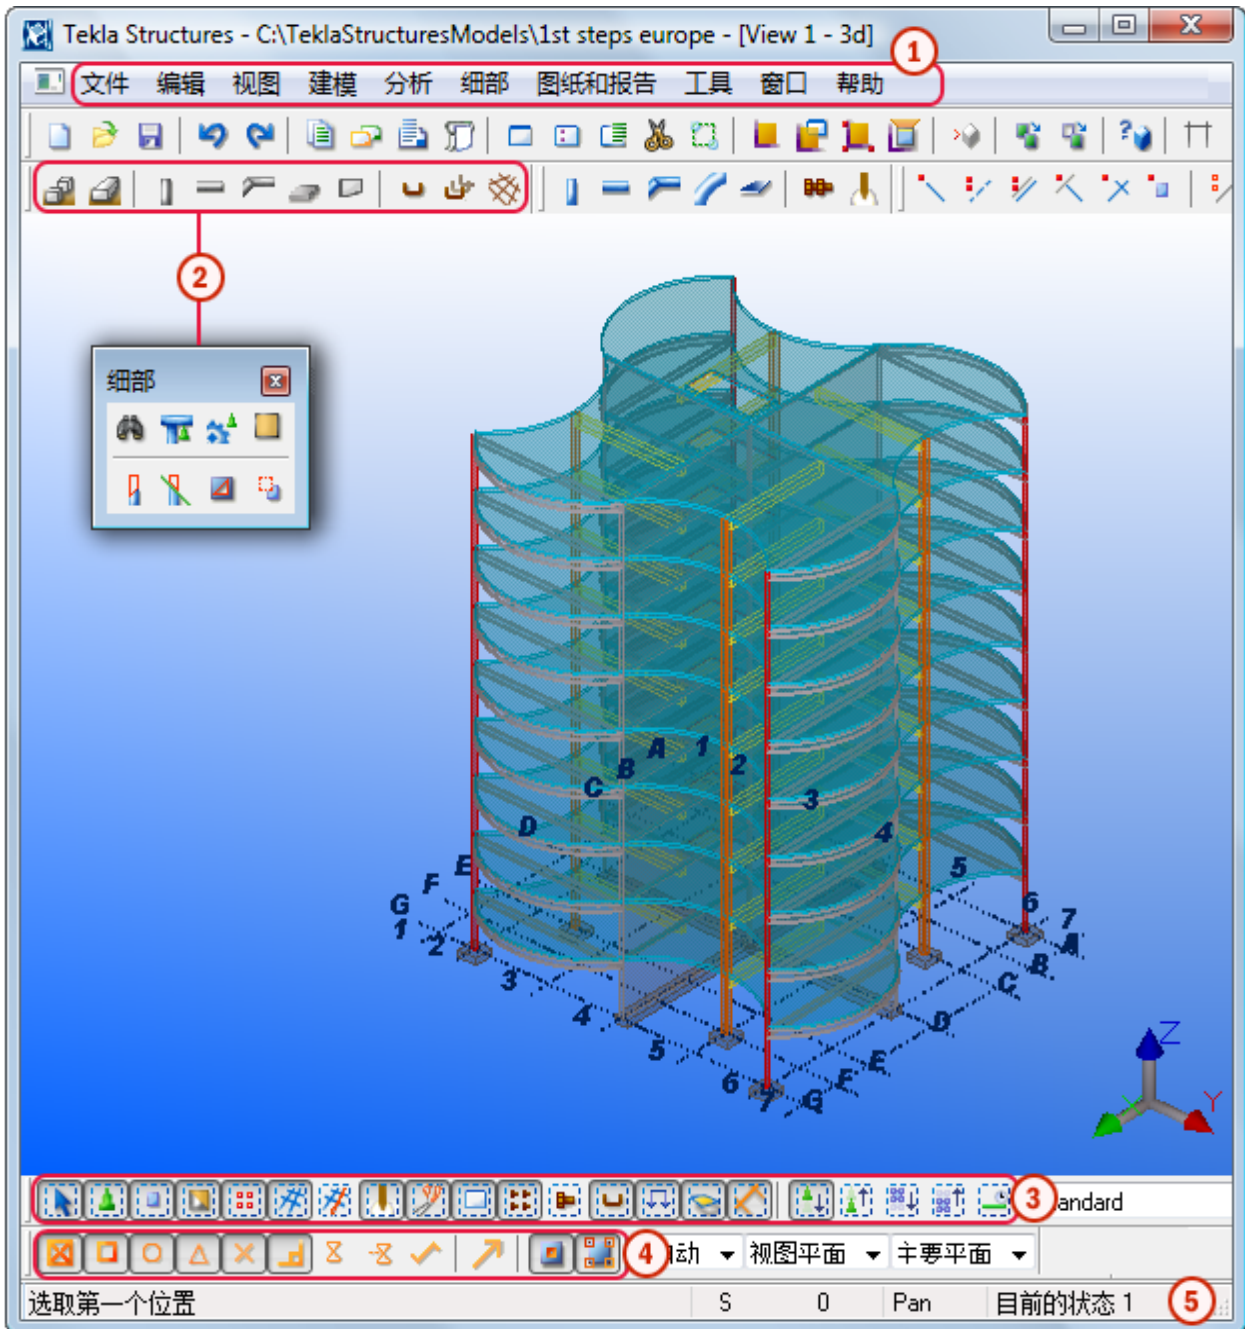 Tekla Structures - C:\TeklaStructuresModels\1st steps europe - [View 1 - 3d]
1
文件 编辑 视图 建模 分析 细部 图纸和报告 工具 窗口 帮助
2
细部
A 1
B 2
C 3
D 4
E 5
F 6
G 7
1 A
2 B
3 C
4 D
5 E
6 F
7 G
Z
X Y
3 andard
4 动 视图平面 主要平面
选取第一个位置 S 0 Pan 目前的状态 1 5